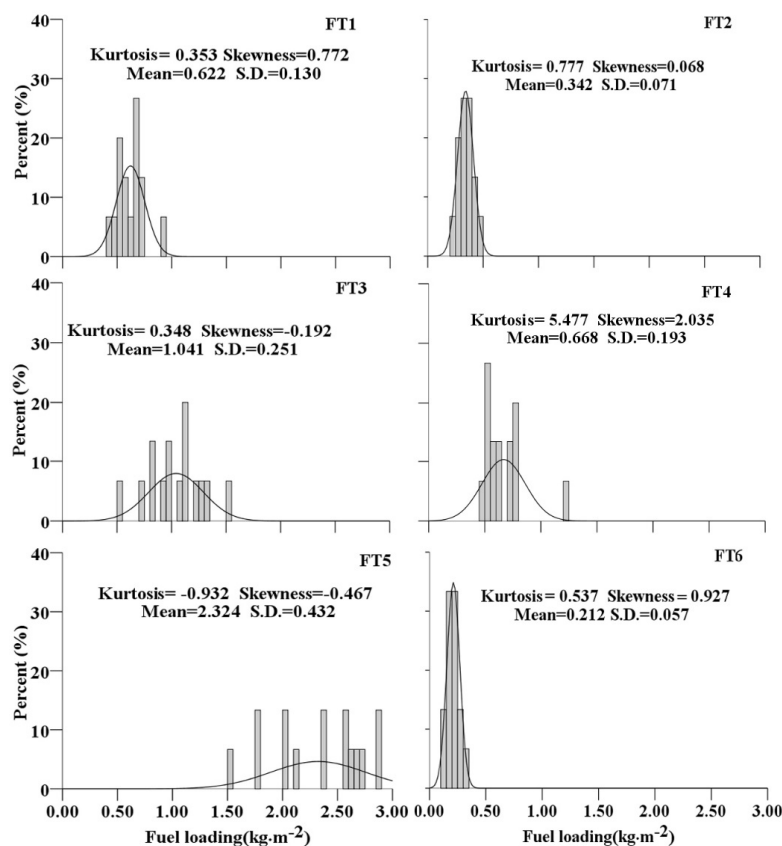 40
FT1
Kurtosis= 0.353 Skewness=0.772
Mean=0.622 S.D.=0.130
30
20
10
0
Percent (%)
FT2
Kurtosis= 0.777 Skewness=0.068
Mean=0.342 S.D.=0.071
40
FT3
Kurtosis= 0.348 Skewness=-0.192
Mean=1.041 S.D.=0.251
30
20
10
0
Percent (%)
FT4
Kurtosis= 5.477 Skewness=2.035
Mean=0.668 S.D.=0.193
40
FT5
Kurtosis= -0.932 Skewness=-0.467
Mean=2.324 S.D.=0.432
30
20
10
0
Percent (%)
FT6
Kurtosis= 0.537 Skewness= 0.927
Mean=0.212 S.D.=0.057
0.00 0.50 1.00 1.50 2.00 2.50 3.00
Fuel loading(kg·m⁻²)
0.00 0.50 1.00 1.50 2.00 2.50 3.00
Fuel loading(kg·m⁻²)